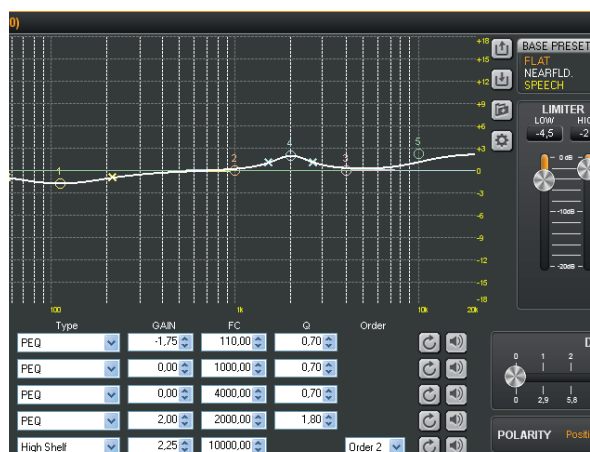 0)
+18
+15
+12
+9
+6
+3
0
-3
-6
-9
-12
-15
-18
1
2
3
4
5
100
1k
10k
20k
BASE PRESET
FLAT
NEARFLD.
SPEECH
LIMITER
LOW
-4,5
-2
0 dB
-10dB
-20dB
Type GAIN FC Q Order
PEQ -1,75 110,00 0,70
PEQ 0,00 1000,00 0,70
PEQ 0,00 4000,00 0,70
PEQ 2,00 2000,00 1,80
High Shelf 2,25 10000,00 Order 2
D
0 1 2
0 2,9 5,8
POLARITY